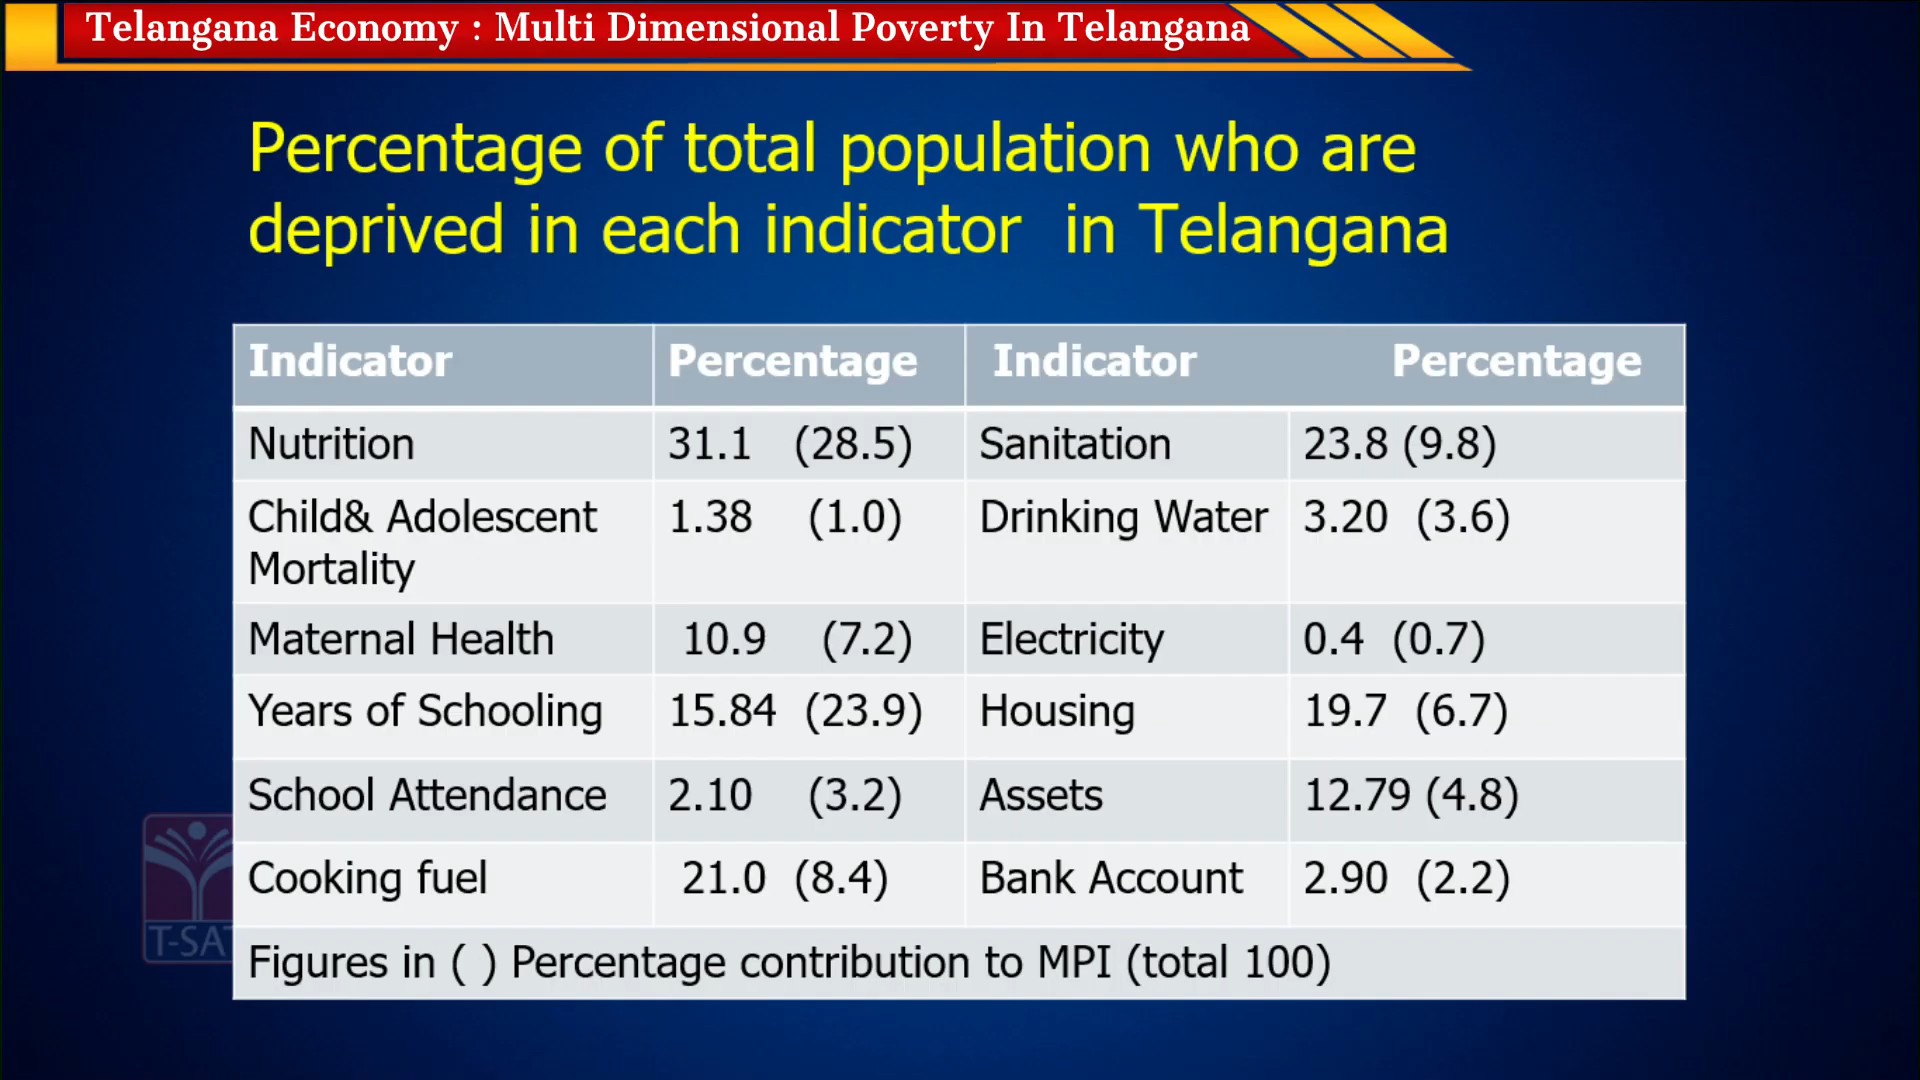 Telangana Economy : Multi Dimensional Poverty In Telangana
Percentage of total population who are
deprived in each indicator in Telangana
Indicator Percentage Indicator Percentage
Nutrition 31.1 (28.5) Sanitation 23.8 (9.8)
Child& Adolescent 1.38 (1.0) Drinking Water 3.20 (3.6)
Mortality
Maternal Health 10.9 (7.2) Electricity 0.4 (0.7)
Years of Schooling 15.84 (23.9) Housing 19.7 (6.7)
School Attendance 2.10 (3.2) Assets 12.79 (4.8)
Cooking fuel 21.0 (8.4) Bank Account 2.90 (2.2)
T-SAT
Figures in ( ) Percentage contribution to MPI (total 100)